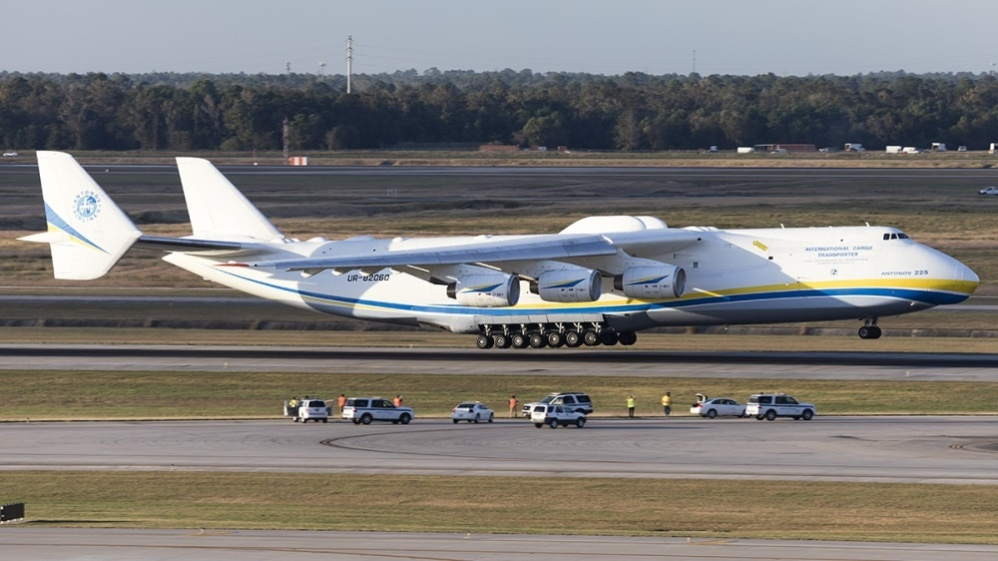 INTERNATIONAL CARGO
TRANSPORTER
ANTONOV 225
UR-82060